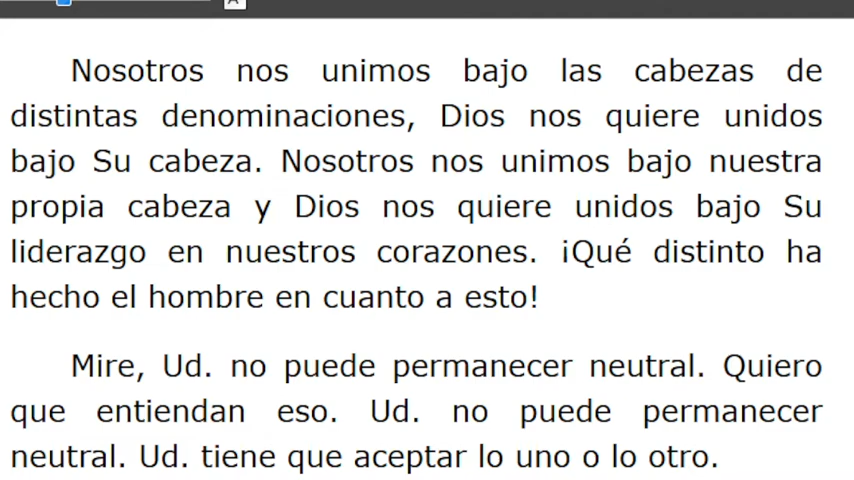 Nosotros nos unimos bajo las cabezas de
distintas denominaciones, Dios nos quiere unidos
bajo Su cabeza. Nosotros nos unimos bajo nuestra
propia cabeza y Dios nos quiere unidos bajo Su
liderazgo en nuestros corazones. ¡Qué distinto ha
hecho el hombre en cuanto a esto!
Mire, Ud. no puede permanecer neutral. Quiero
que entiendan eso. Ud. no puede permanecer
neutral. Ud. tiene que aceptar lo uno o lo otro.